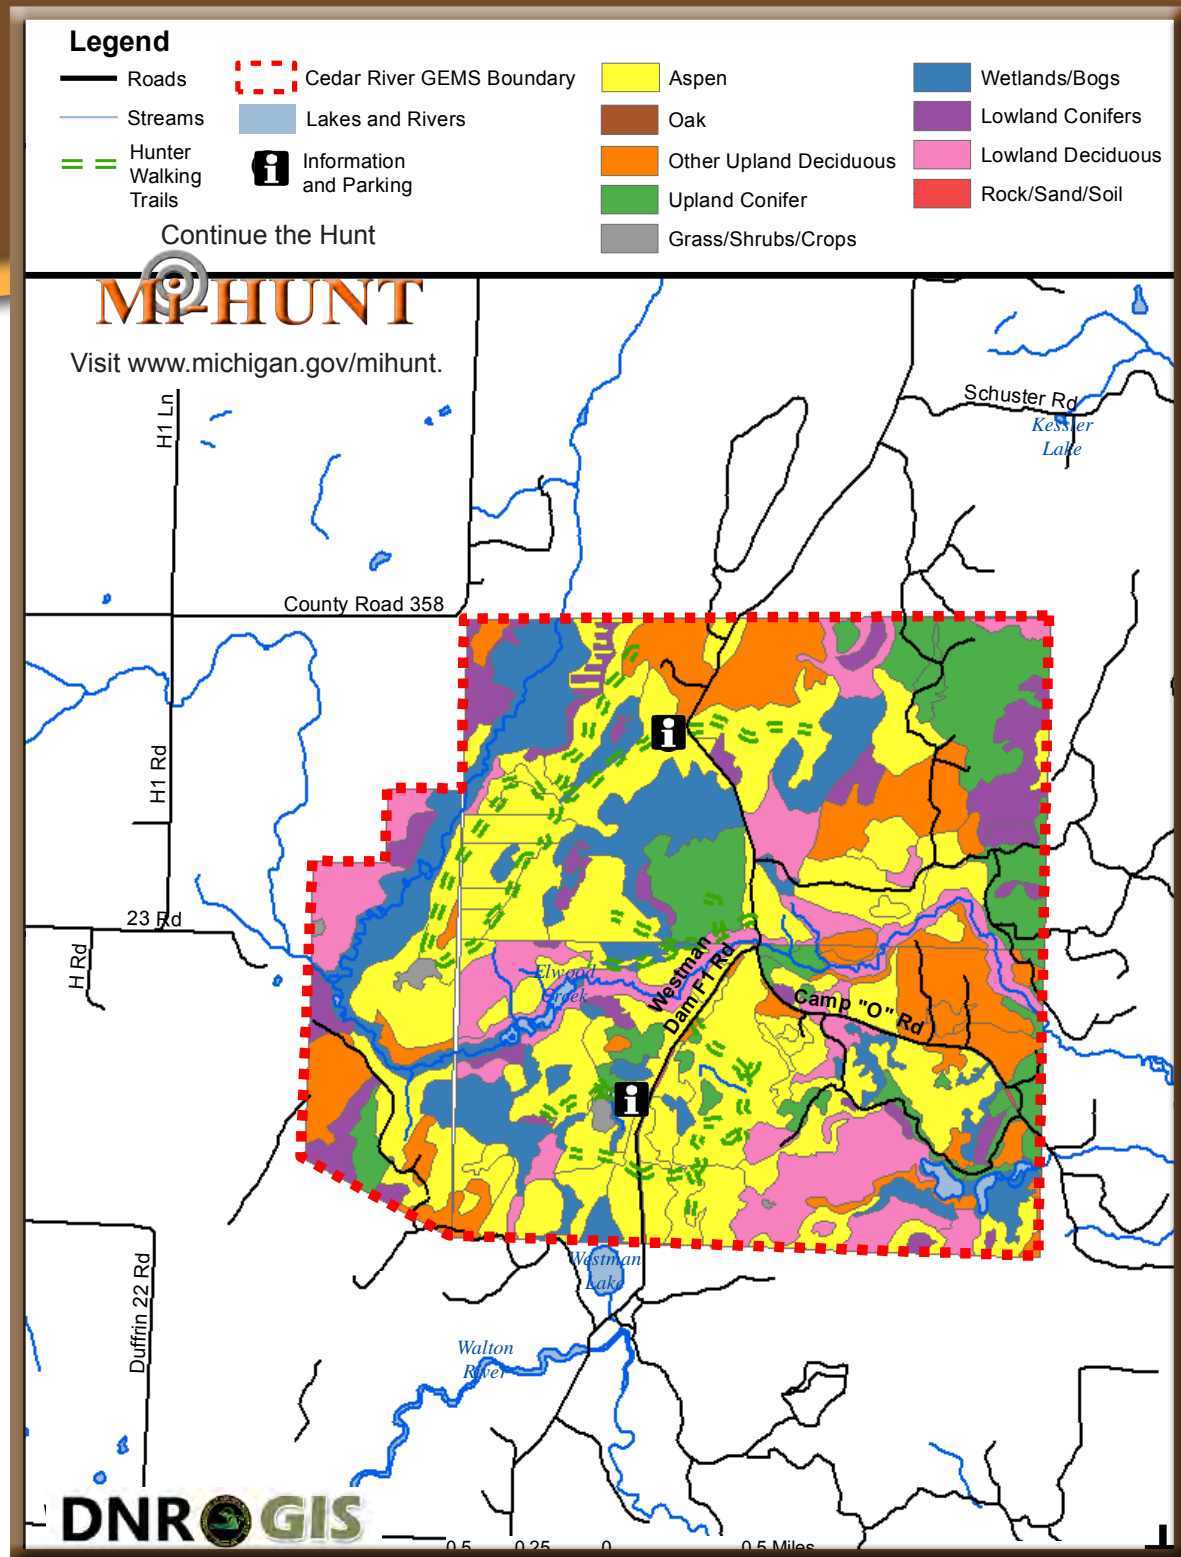 Legend
Roads
Streams
Hunter
Walking
Trails
Cedar River GEMS Boundary
Lakes and Rivers
Information
and Parking
Aspen
Oak
Other Upland Deciduous
Upland Conifer
Grass/Shrubs/Crops
Wetlands/Bogs
Lowland Conifers
Lowland Deciduous
Rock/Sand/Soil
Continue the Hunt
Mi-HUNT
Visit www.michigan.gov/mihunt.
H1 Ln
Schuster Rd
Kessler
Lake
County Road 358
H1 Rd
23 Rd
H Rd
Elwood
Creek
Westman
Dam F1 Rd
Camp "O" Rd
Westman
Lake
Duffrin 22 Rd
Walton
River
DNR GIS
0.5 0.25 0 0.5 Miles